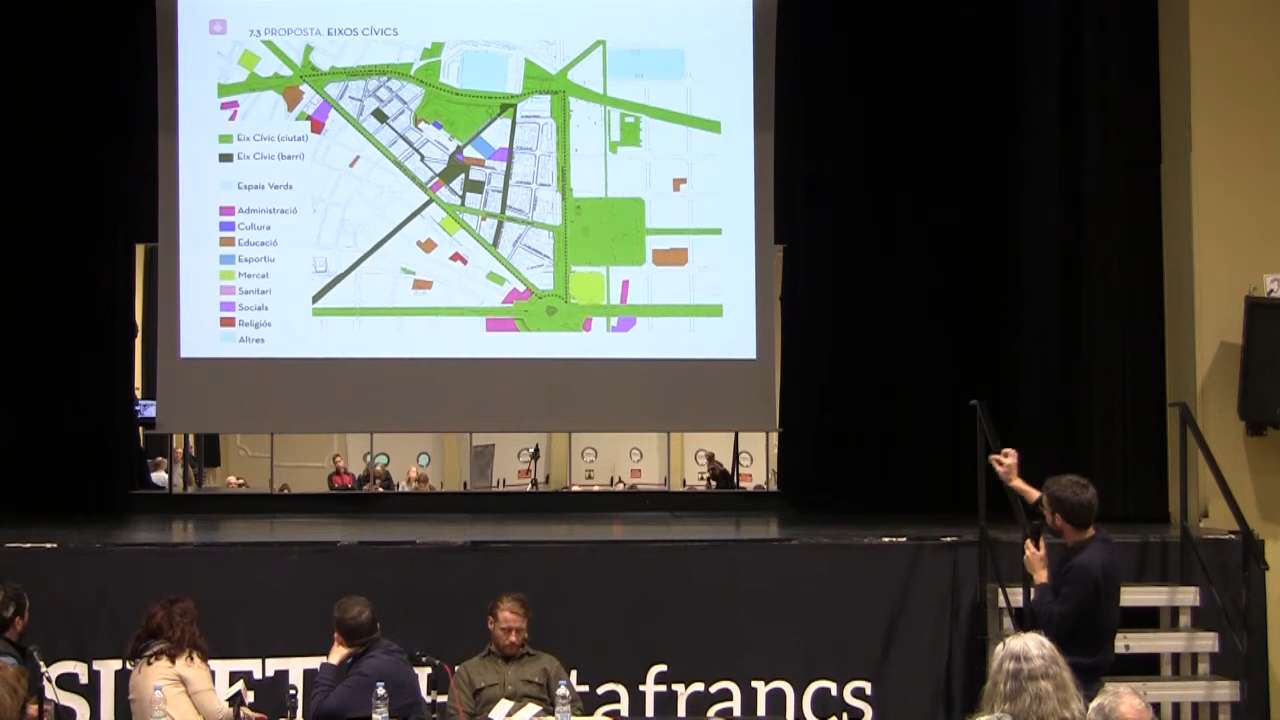 7.3 PROPOSTA. EIXOS CÍVICS
Eix Cívic (ciutat)
Eix Cívic (barri)
Espais Verds
Administració
Cultura
Educació
Esportiu
Mercat
Sanitari
Socials
Religiós
Altres
tafrancs